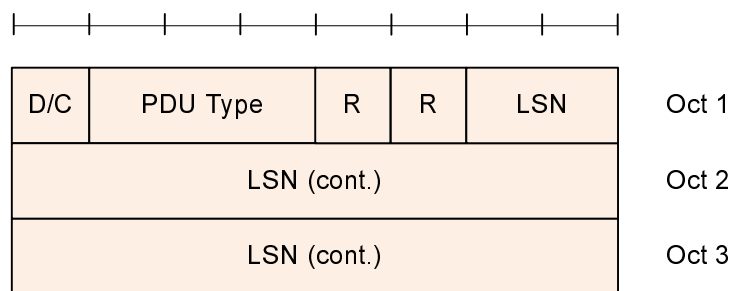 D/C PDU Type R R LSN Oct 1
LSN (cont.) Oct 2
LSN (cont.) Oct 3